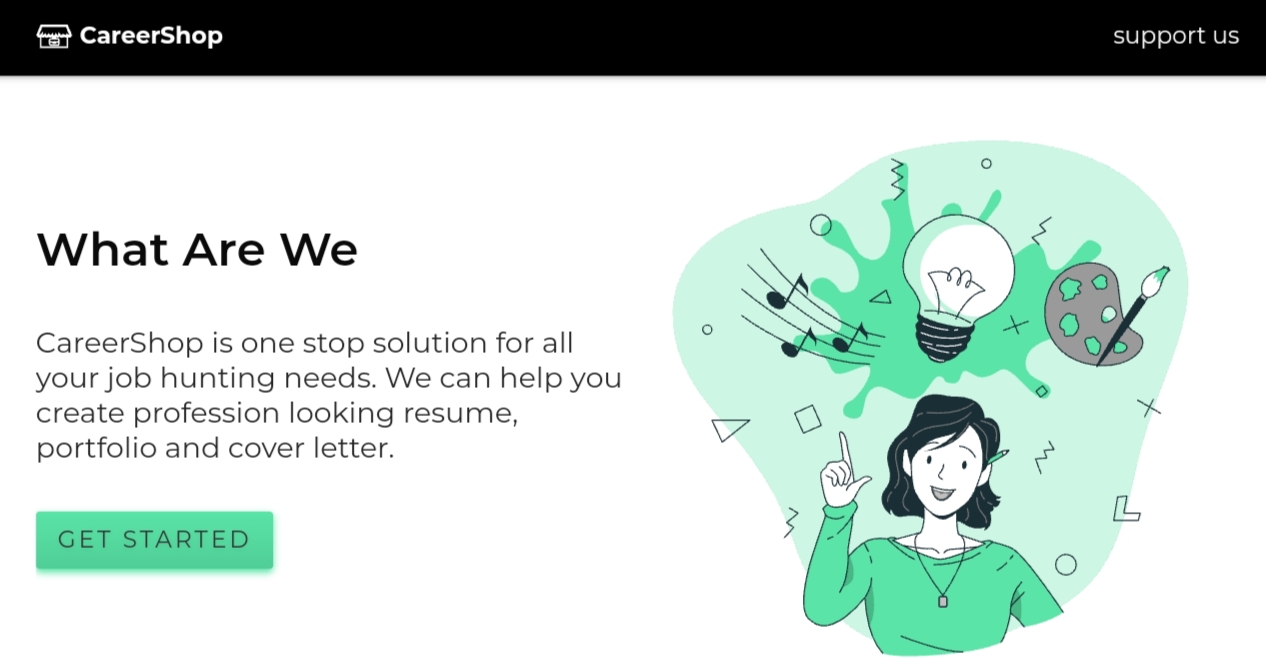 CareerShop
support us
What Are We
CareerShop is one stop solution for all
your job hunting needs. We can help you
create profession looking resume,
portfolio and cover letter.
GET STARTED